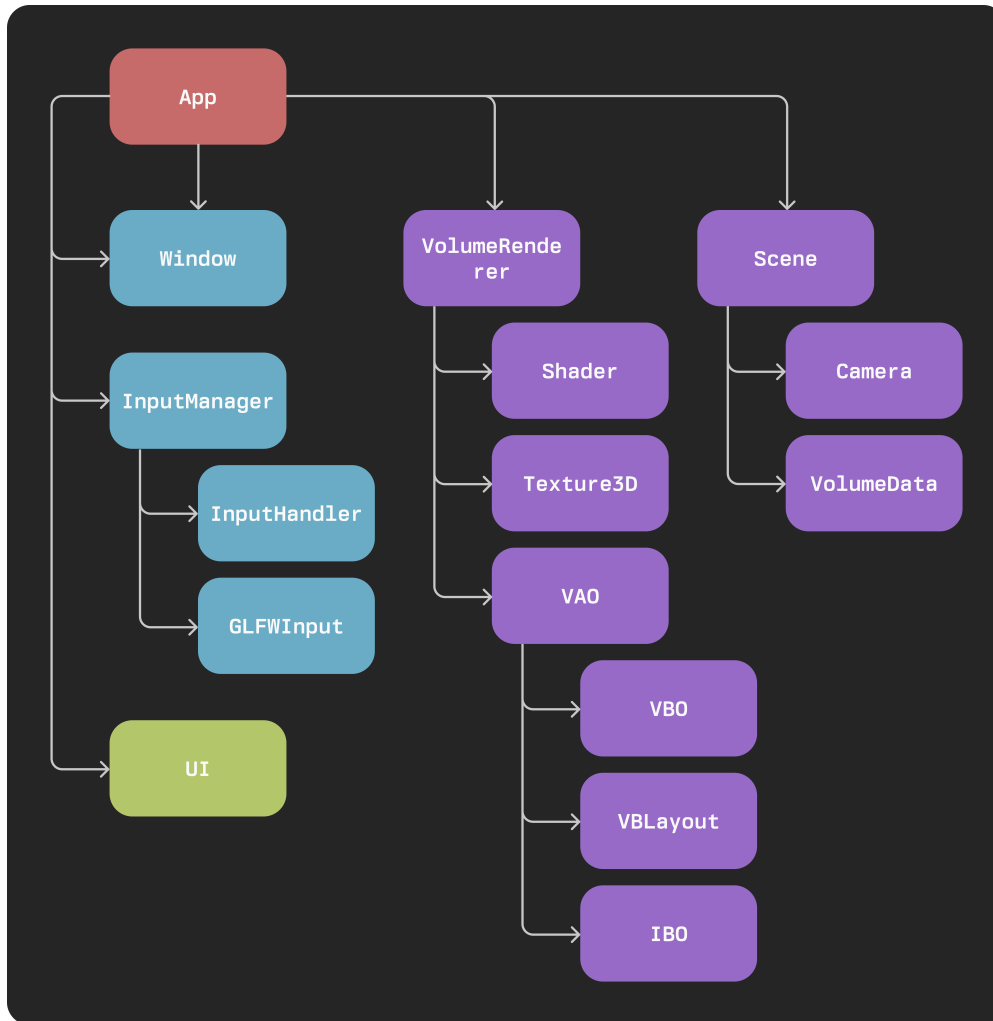 App
Window
VolumeRende
rer
Scene
InputManager
Shader
Camera
InputHandler
Texture3D
VolumeData
GLFWInput
VAO
UI
VBO
VBLayout
IBO